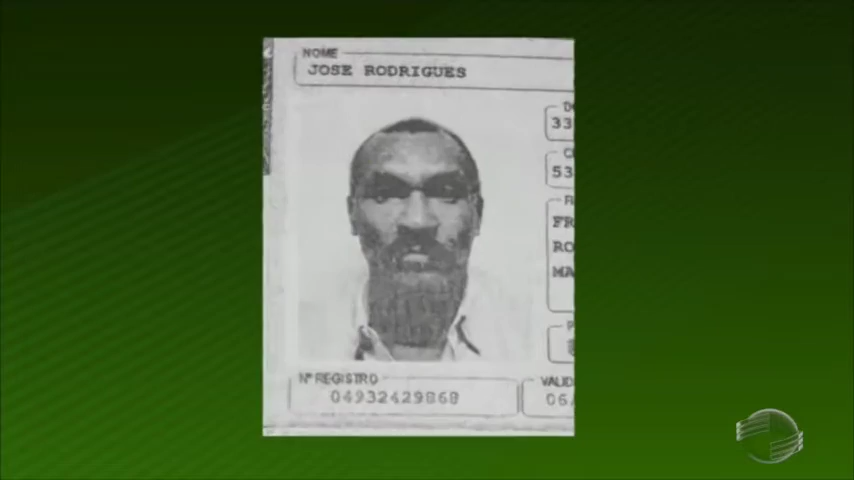 NOME
JOSE RODRIGUES
33
53
FR
RO
MA
Nº REGISTRO
04932429868
VALID
06